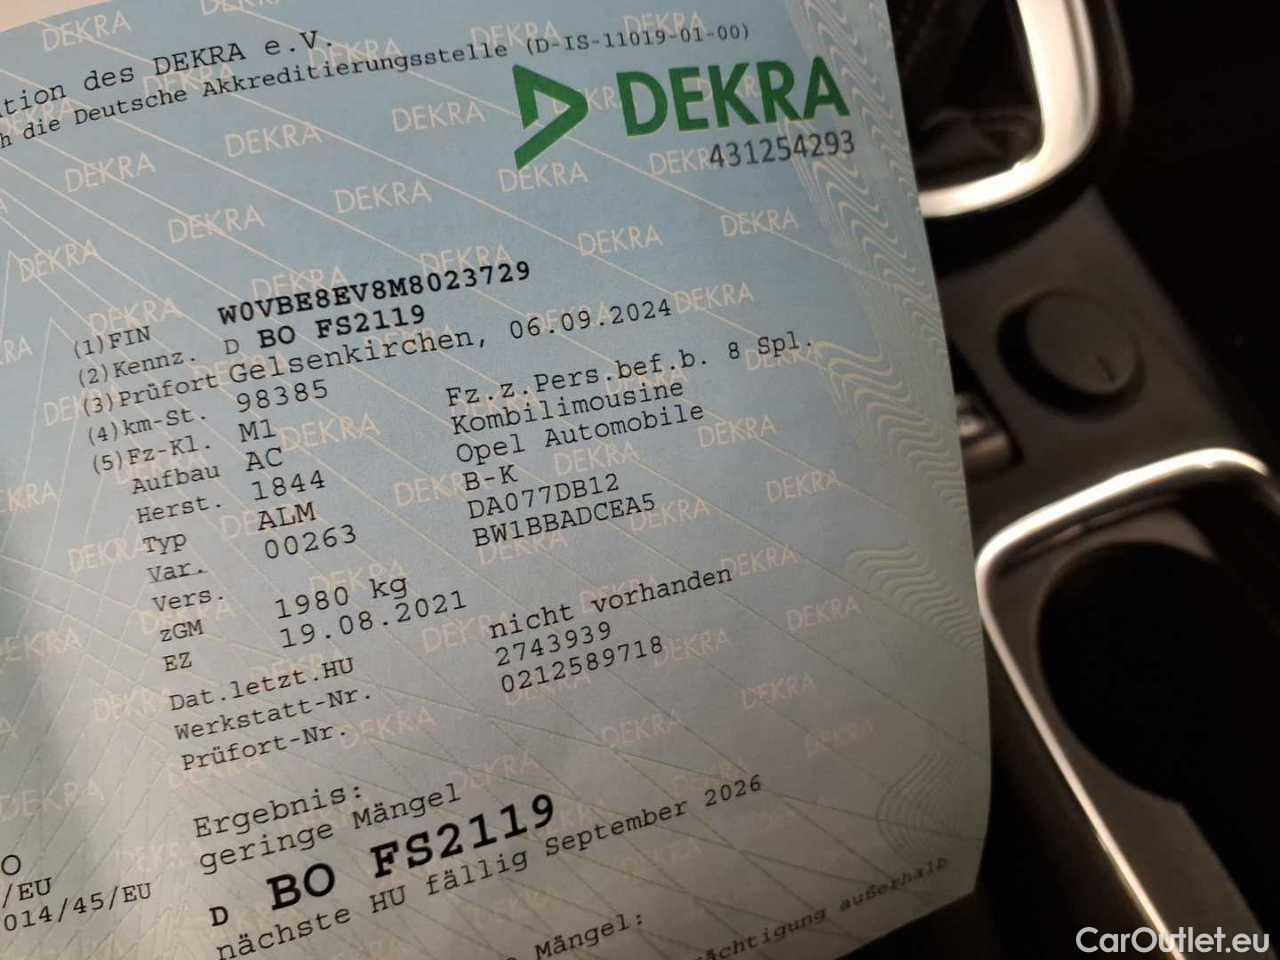 tion des DEKRA e.V.
h die Deutsche Akkreditierungsstelle (D-IS-11019-01-00)
DEKRA
431254293
(1)FIN W0VBE8EV8M8023729
(2)Kennz. D BO FS2119
(3)Prüfort Gelsenkirchen, 06.09.2024
(4)km-St. 98385
(5)Fz-Kl. M1 Fz.z.Pers.bef.b. 8 Spl.
Aufbau AC Kombilimousine
Herst. 1844 Opel Automobile
Typ ALM B-K
Var. 00263 DA077DB12
Vers. BW1BBADCEA5
zGM 1980 kg
EZ 19.08.2021
Dat.letzt.HU nicht vorhanden
Werkstatt-Nr. 2743939
Prüfort-Nr. 0212589718
Ergebnis:
geringe Mängel
D BO FS2119
nächste HU fällig September 2026
O
/EU
014/45/EU
Mängel:
ächtigung außerhalb
CarOutlet.eu